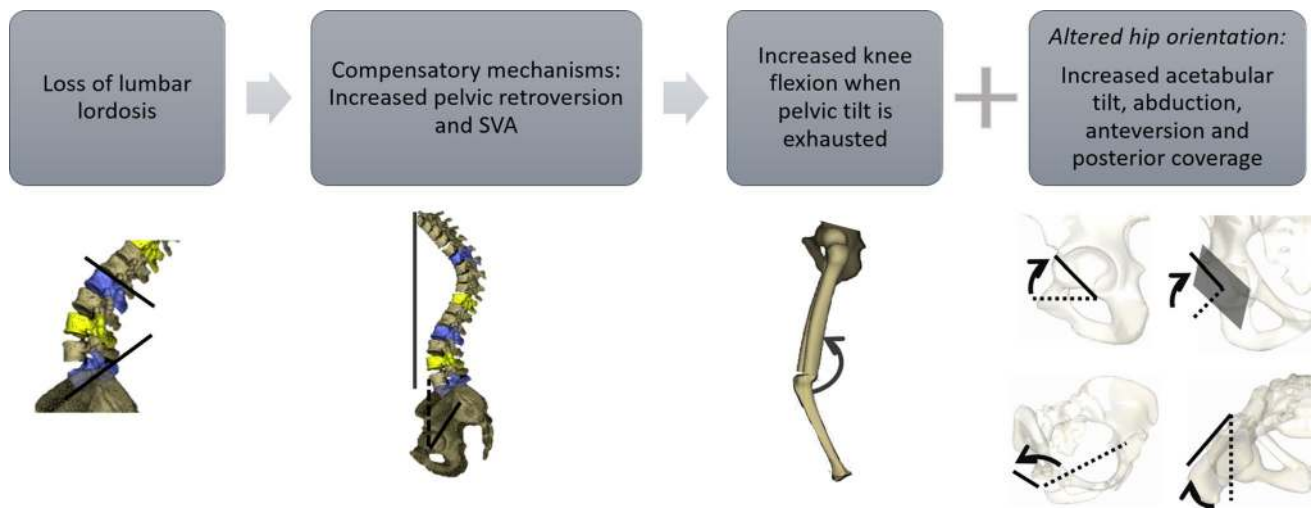 Loss of lumbar
lordosis
Compensatory mechanisms:
Increased pelvic retroversion
and SVA
Increased knee
flexion when
pelvic tilt is
exhausted
Altered hip orientation:
Increased acetabular
tilt, abduction,
anteversion and
posterior coverage